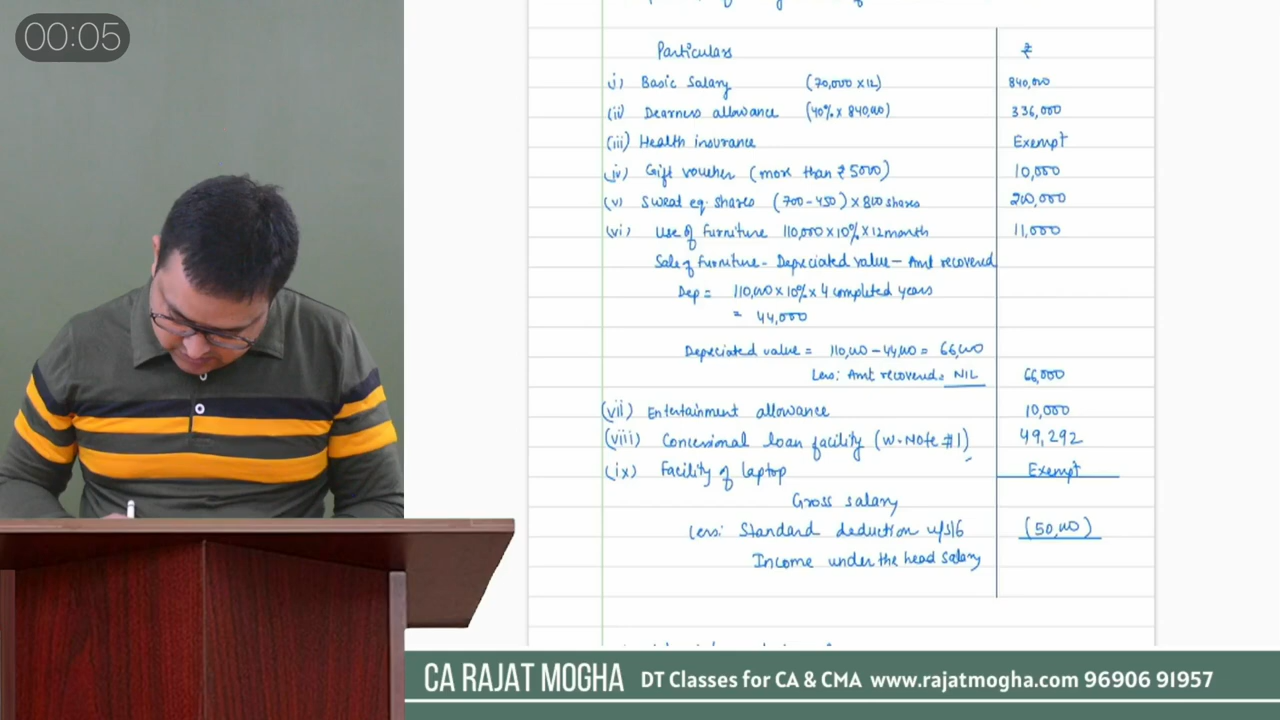 00:05
Particulars ₹
(i) Basic Salary (70,000 x 12) 840,000
(ii) Dearness allowance (40% x 840,000) 336,000
(iii) Health insurance Exempt
(iv) Gift voucher (more than ₹ 5000) 10,000
(v) Sweat eq. shares (700 - 450) x 800 shares 200,000
(vi) Use of furniture 110,000 x 10% x 12 month 11,000
Sale of furniture - Depreciated value - Amt recovered
Dep = 110,000 x 10% x 4 completed years
= 44,000
Depreciated value = 110,000 - 44,000 = 66,000
Less: Amt recovered = NIL 66,000
(vii) Entertainment allowance 10,000
(viii) Concessional loan facility (W. Note #1) 49,292
(ix) Facility of laptop Exempt
Gross salary
Less: Standard deduction u/s 16 (50,000)
Income under the head Salary
CA RAJAT MOGHA DT Classes for CA & CMA www.rajatmogha.com 96906 91957